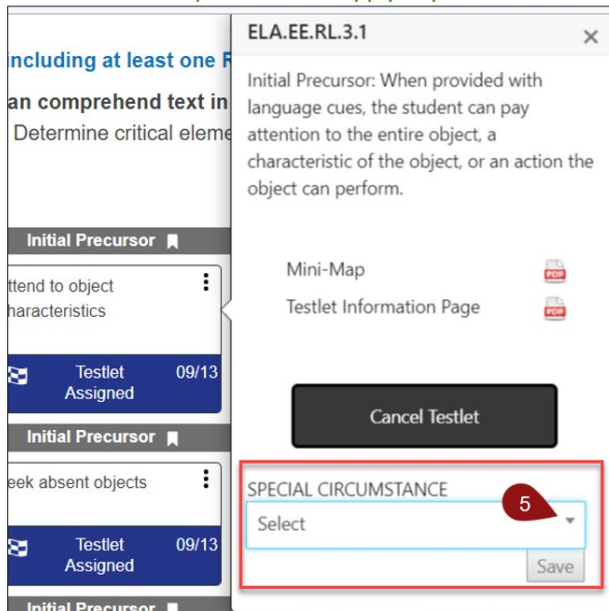 ELA.EE.RL.3.1
including at least one
an comprehend text in
Determine critical
Initial Precursor: When provided with
language cues, the student can pay
attention to the entire object, a
characteristic of the object, or an action the
object can perform.
Initial Precursor
ttend to object
haracteristics
Testlet
Assigned
09/13
Initial Precursor
eek absent objects
Testlet
Assigned
09/13
Initial Precursor
Mini-Map
PDF
Testlet Information Page
PDF
Cancel Testlet
SPECIAL CIRCUMSTANCE
Select
5
Save